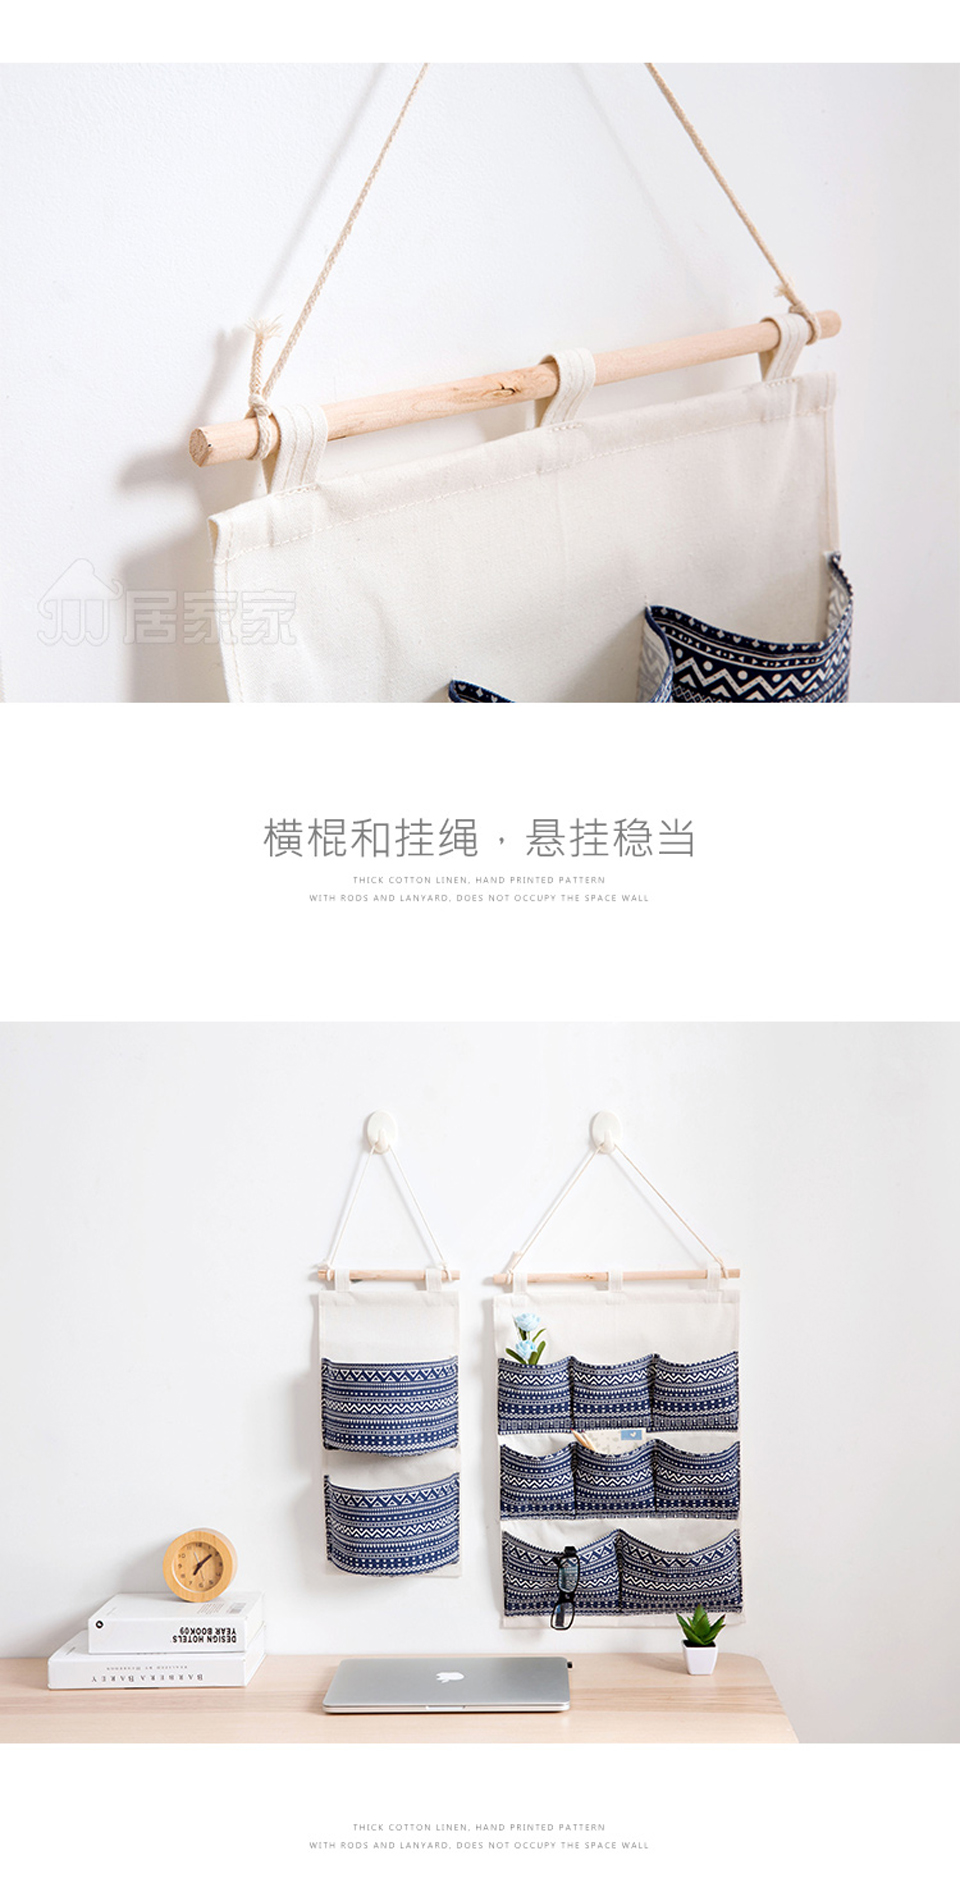 居家家
横棍和挂绳，悬挂稳当
THICK COTTON LINEN, HAND PRINTED PATTERN
WITH RODS AND LANYARD, DOES NOT OCCUPY THE SPACE WALL
DESIGN HOTELS™
YEAR BOOK09
BARBERA BAREY
THICK COTTON LINEN, HAND PRINTED PATTERN
WITH RODS AND LANYARD, DOES NOT OCCUPY THE SPACE WALL